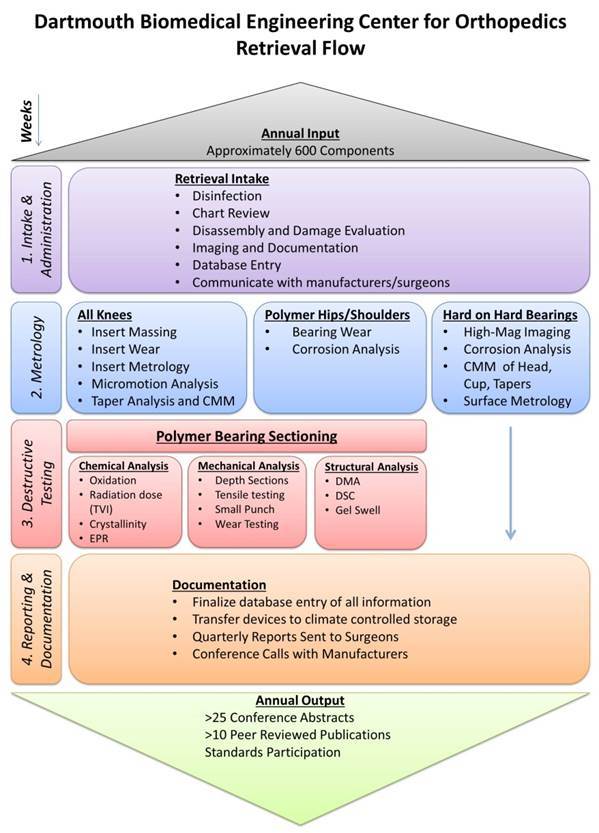 Dartmouth Biomedical Engineering Center for Orthopedics
Retrieval Flow
Weeks
Annual Input
Approximately 600 Components
1. Intake &
Administration
Retrieval Intake
• Disinfection
• Chart Review
• Disassembly and Damage Evaluation
• Imaging and Documentation
• Database Entry
• Communicate with manufacturers/surgeons
2. Metrology
All Knees
• Insert Massing
• Insert Wear
• Insert Metrology
• Micromotion Analysis
• Taper Analysis and CMM
Polymer Hips/Shoulders
• Bearing Wear
• Corrosion Analysis
Hard on Hard Bearings
• High-Mag Imaging
• Corrosion Analysis
• CMM of Head,
Cup, Tapers
• Surface Metrology
3. Destructive
Testing
Polymer Bearing Sectioning
Chemical Analysis
• Oxidation
• Radiation dose
(TVI)
• Crystallinity
• EPR
Mechanical Analysis
• Depth Sections
• Tensile testing
• Small Punch
• Wear Testing
Structural Analysis
• DMA
• DSC
• Gel Swell
4. Reporting &
Documentation
Documentation
• Finalize database entry of all information
• Transfer devices to climate controlled storage
• Quarterly Reports Sent to Surgeons
• Conference Calls with Manufacturers
Annual Output
>25 Conference Abstracts
>10 Peer Reviewed Publications
Standards Participation